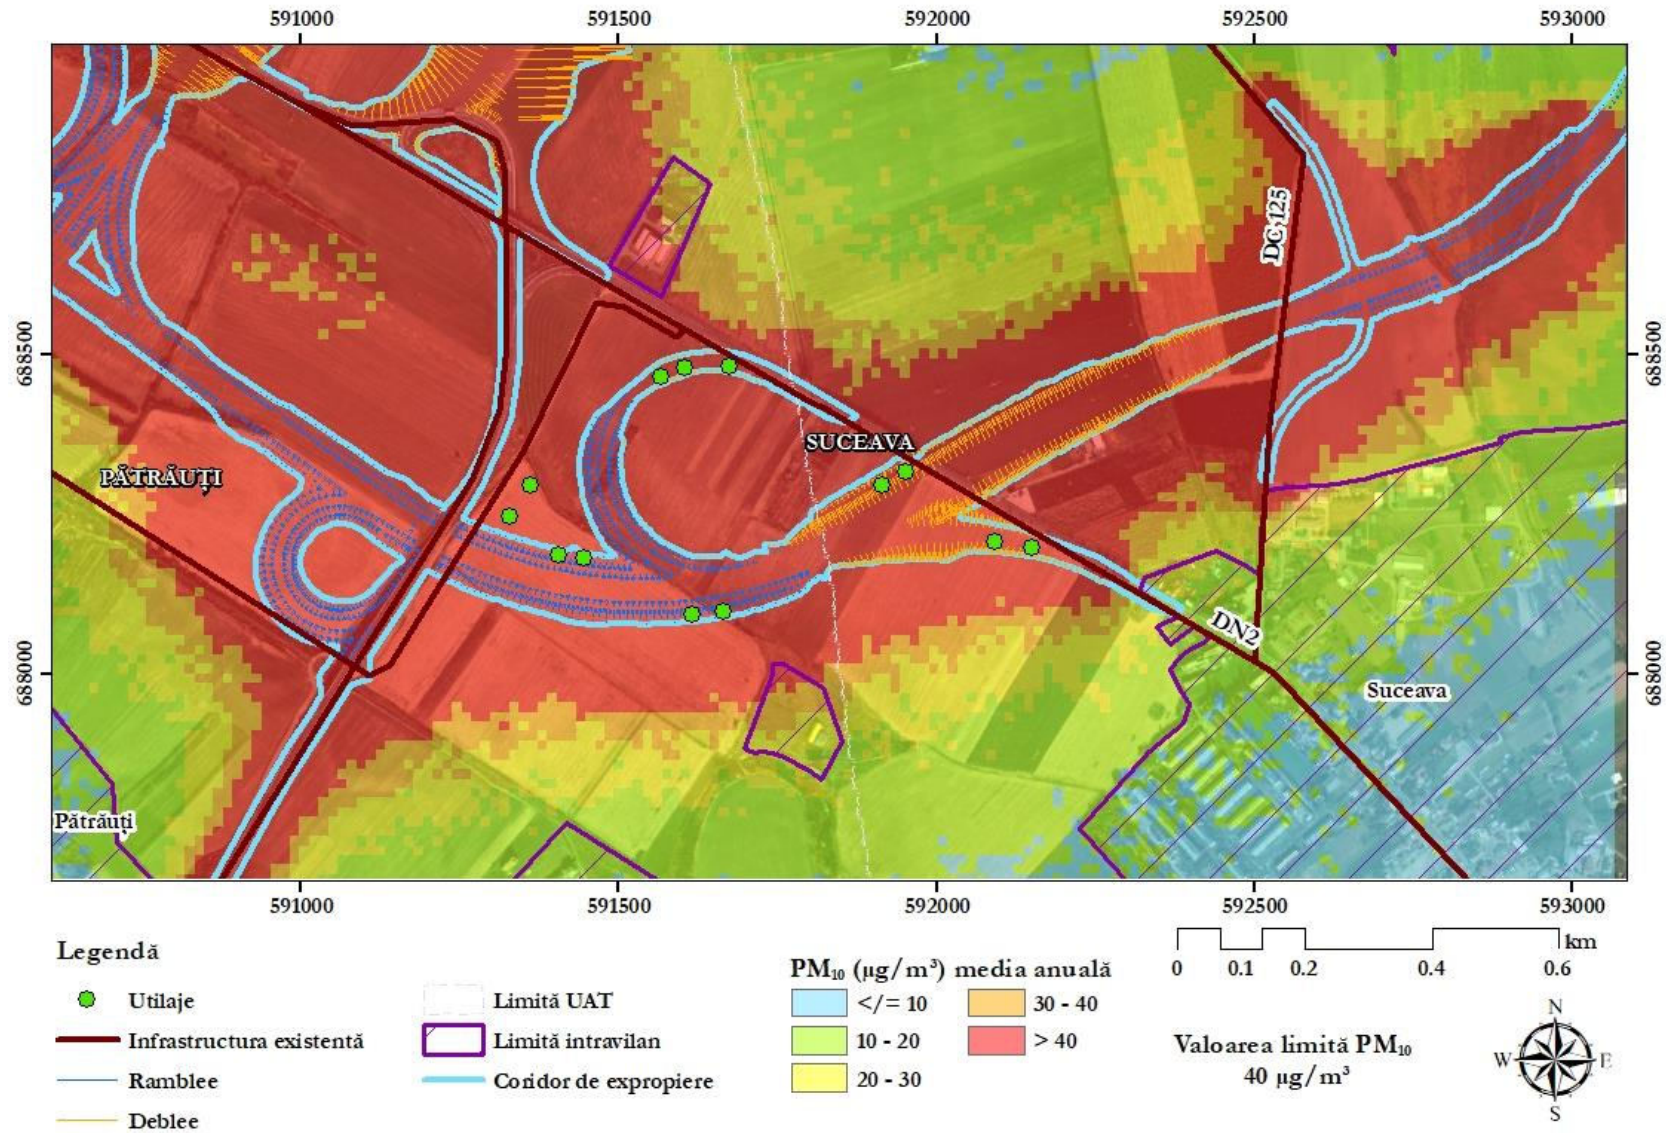 591000 591500 592000 592500 593000
688500 688500
688000 688000
DC 125
SUCEAVA
PĂTRĂUȚI
DN2
Suceava
Pătrăuți
591000 591500 592000 592500 593000
Legendă
Utilaje
Infrastructura existentă
Ramblee
Deblee
Limită UAT
Limită intravilan
Coridor de expropiere
PM₁₀ (µg/m³) media anuală
</= 10
10 - 20
20 - 30
30 - 40
> 40
km
0 0.1 0.2 0.4 0.6
Valoarea limită PM₁₀
40 µg/m³
N
W E
S